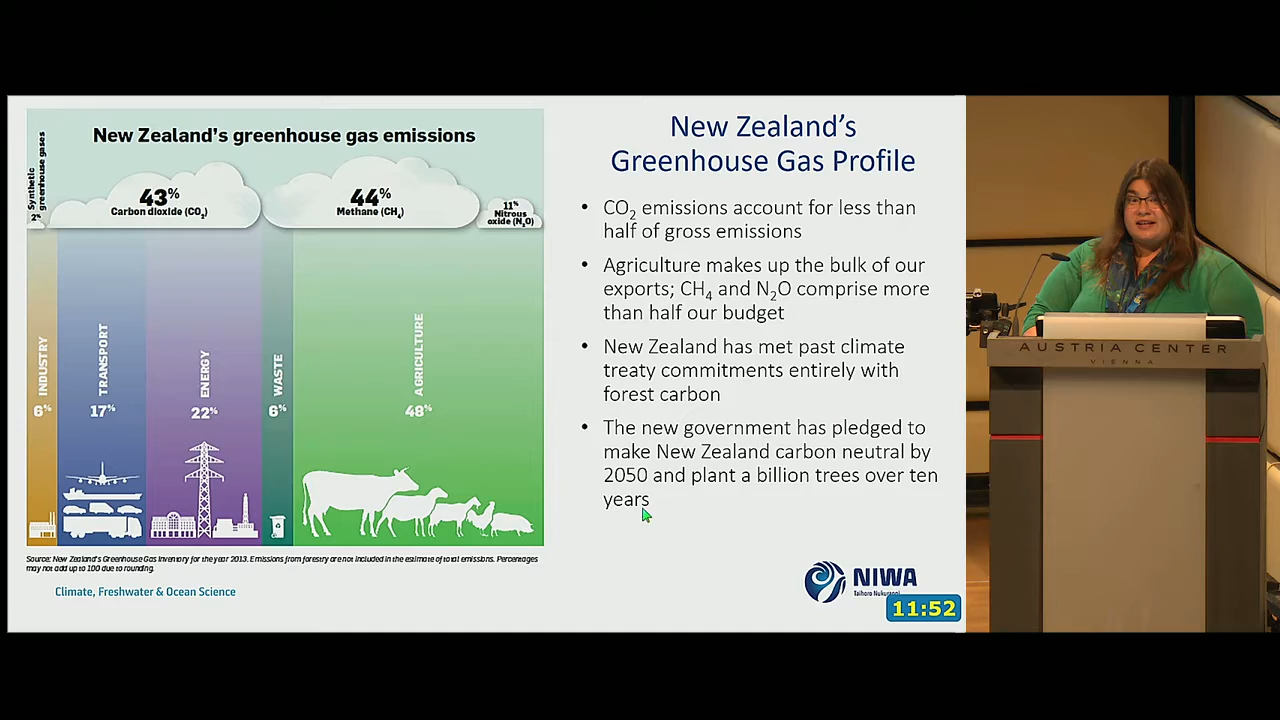 New Zealand's greenhouse gas emissions
Synthetic
greenhouse gases
2%
43%
Carbon dioxide (CO₂)
44%
Methane (CH₄)
11%
Nitrous
oxide (N₂O)
INDUSTRY
6%
TRANSPORT
17%
ENERGY
22%
WASTE
6%
AGRICULTURE
48%
Source: New Zealand's Greenhouse Gas Inventory for the year 2013. Emissions from forestry are not included in the estimate of total emissions. Percentages
may not add up to 100 due to rounding.
Climate, Freshwater & Ocean Science
New Zealand's
Greenhouse Gas Profile
• CO₂ emissions account for less than
half of gross emissions
• Agriculture makes up the bulk of our
exports; CH₄ and N₂O comprise more
than half our budget
• New Zealand has met past climate
treaty commitments entirely with
forest carbon
• The new government has pledged to
make New Zealand carbon neutral by
2050 and plant a billion trees over ten
years
NIWA
Taihoro Nukurangi
11:52
AUSTRIA CENTER
VIENNA